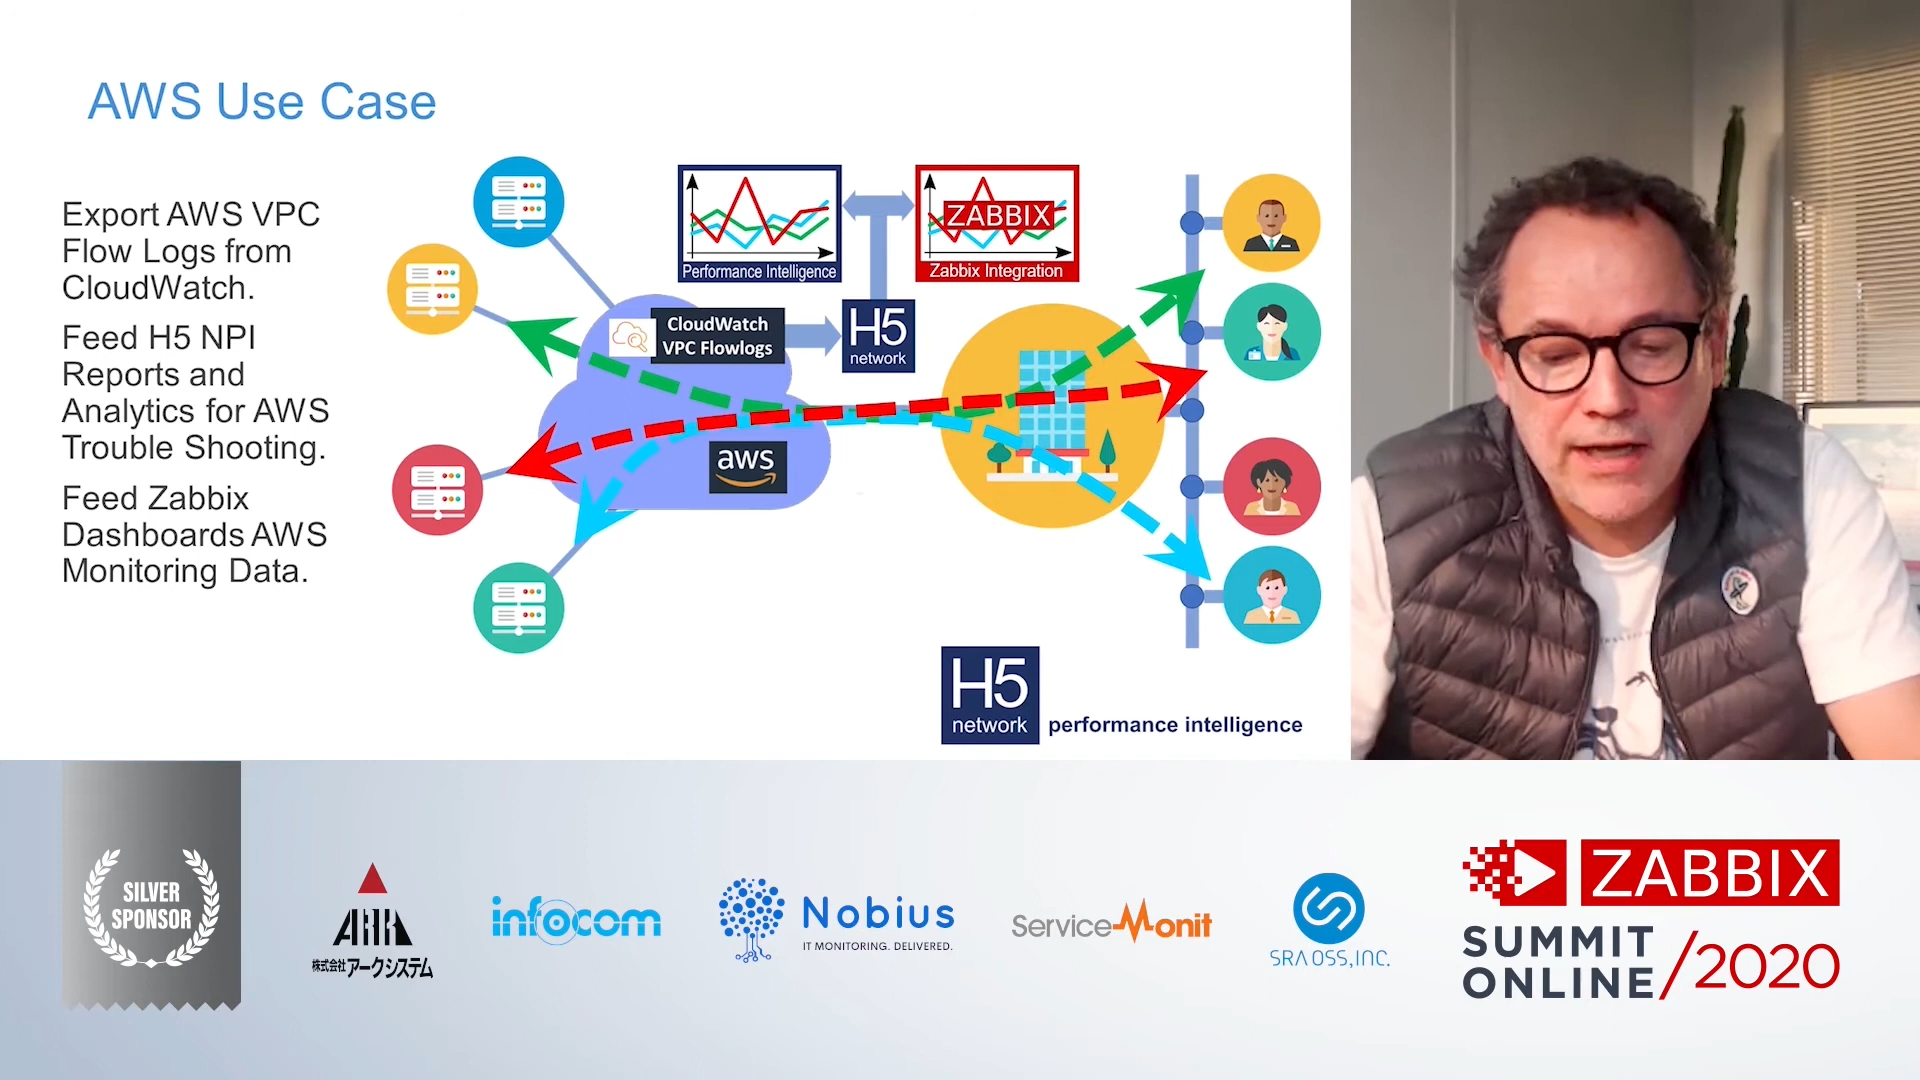 AWS Use Case
Export AWS VPC
Flow Logs from
CloudWatch.
Feed H5 NPI
Reports and
Analytics for AWS
Trouble Shooting.
Feed Zabbix
Dashboards AWS
Monitoring Data.
Performance Intelligence
ZABBIX
Zabbix Integration
CloudWatch
VPC Flowlogs
H5
network
aws
H5
network
performance intelligence
SILVER
SPONSOR
ARK
株式会社アークシステム
infocom
Nobius
IT MONITORING. DELIVERED.
ServiceMonit
SRA OSS, INC.
ZABBIX
SUMMIT
ONLINE
/2020